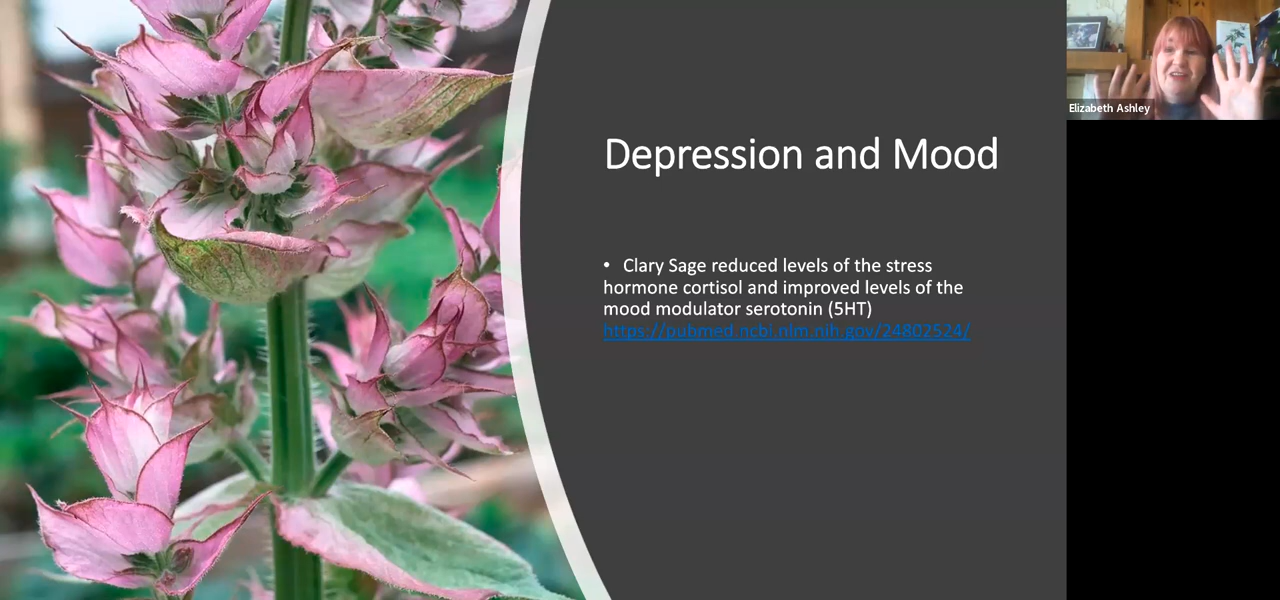 Depression and Mood
• Clary Sage reduced levels of the stress
hormone cortisol and improved levels of the
mood modulator serotonin (5HT)
https://pubmed.ncbi.nlm.nih.gov/24802524/
Elizabeth Ashley